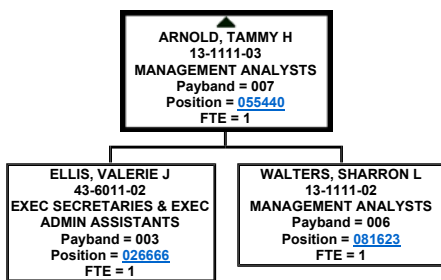 ARNOLD, TAMMY H
13-1111-03
MANAGEMENT ANALYSTS
Payband = 007
Position = 055440
FTE = 1
ELLIS, VALERIE J
43-6011-02
EXEC SECRETARIES & EXEC
ADMIN ASSISTANTS
Payband = 003
Position = 026666
FTE = 1
WALTERS, SHARRON L
13-1111-02
MANAGEMENT ANALYSTS
Payband = 006
Position = 081623
FTE = 1